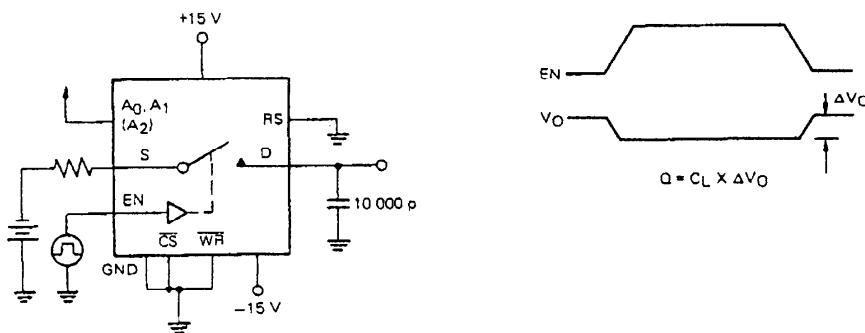 +15 V
A0, A1
(A2)
RS
S
D
EN
10 000 p
CS
WR
GND
−15 V
EN
VO
ΔVO
Q = CL X ΔVO